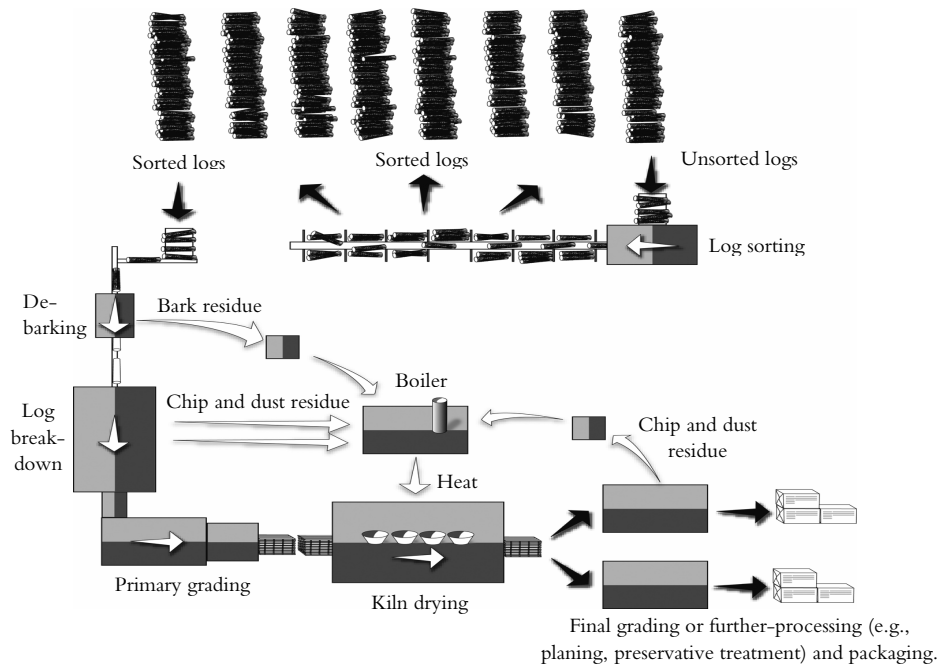 Sorted logs
Sorted logs
Unsorted logs
Log sorting
De-
barking
Bark residue
Boiler
Log
break-
down
Chip and dust residue
Chip and dust
residue
Heat
Primary grading
Kiln drying
Final grading or further-processing (e.g.,
planing, preservative treatment) and packaging.